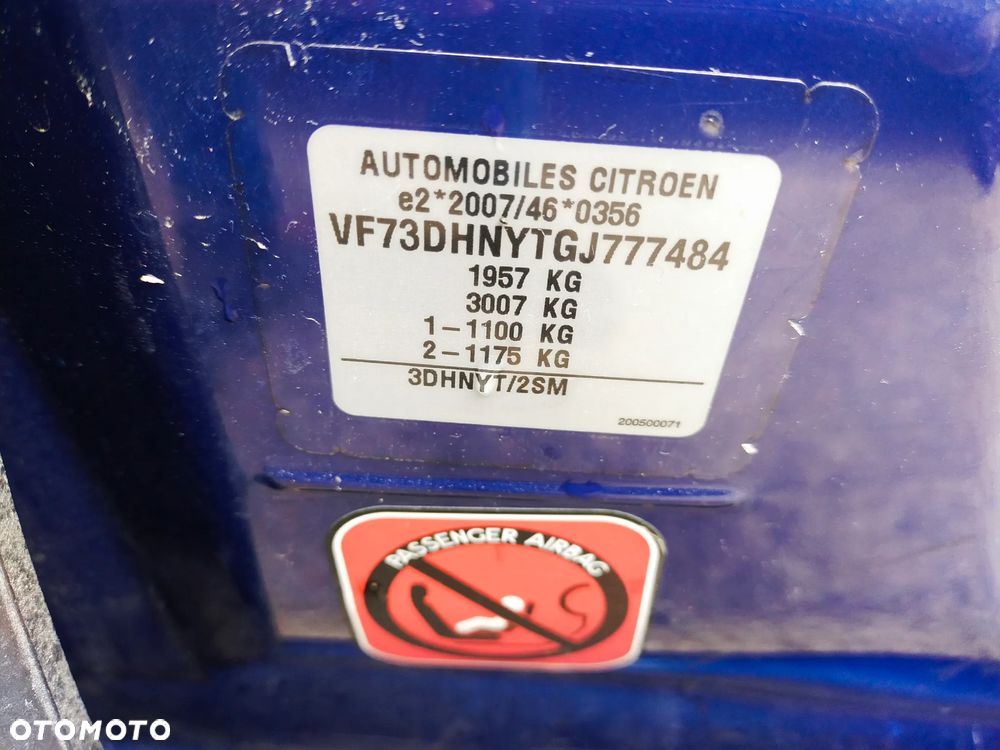 AUTOMOBILES CITROEN
e2*2007/46*0356
VF73DHNYTGJ777484
1957 KG
3007 KG
1-1100 KG
2-1175 KG
3DHNYT/2SM
200500071
PASSENGER AIRBAG
OTOMOTO